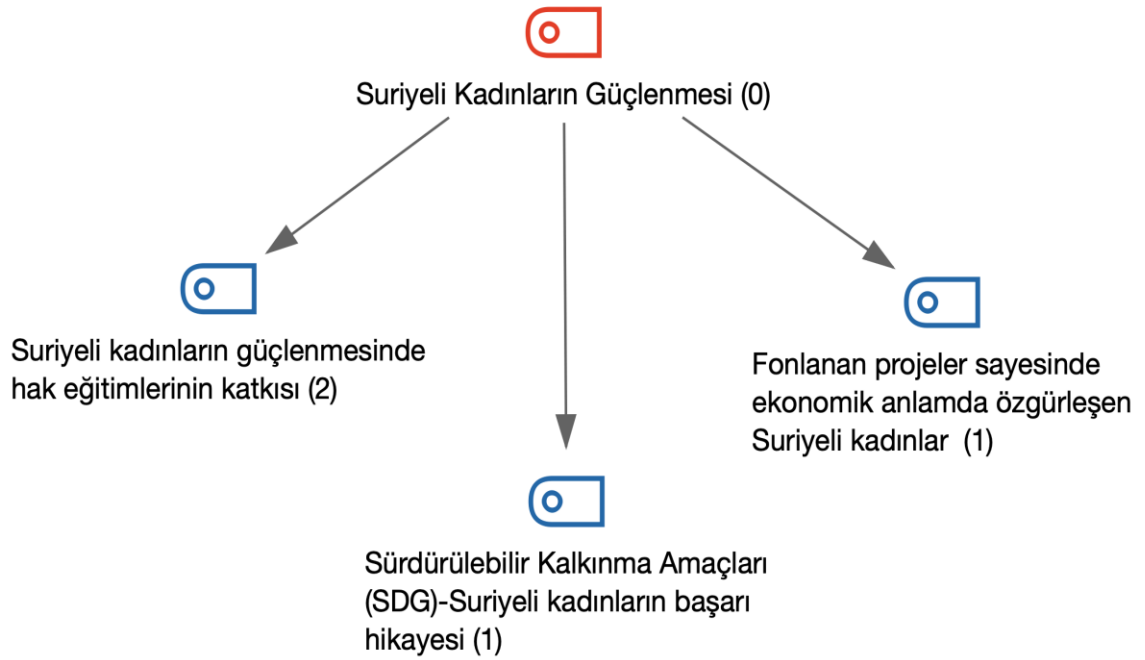 Suriyeli Kadınların Güçlenmesi (0)
Suriyeli kadınların güçlenmesinde
hak eğitimlerinin katkısı (2)
Fonlanan projeler sayesinde
ekonomik anlamda özgürleşen
Suriyeli kadınlar (1)
Sürdürülebilir Kalkınma Amaçları
(SDG)-Suriyeli kadınların başarı
hikayesi (1)